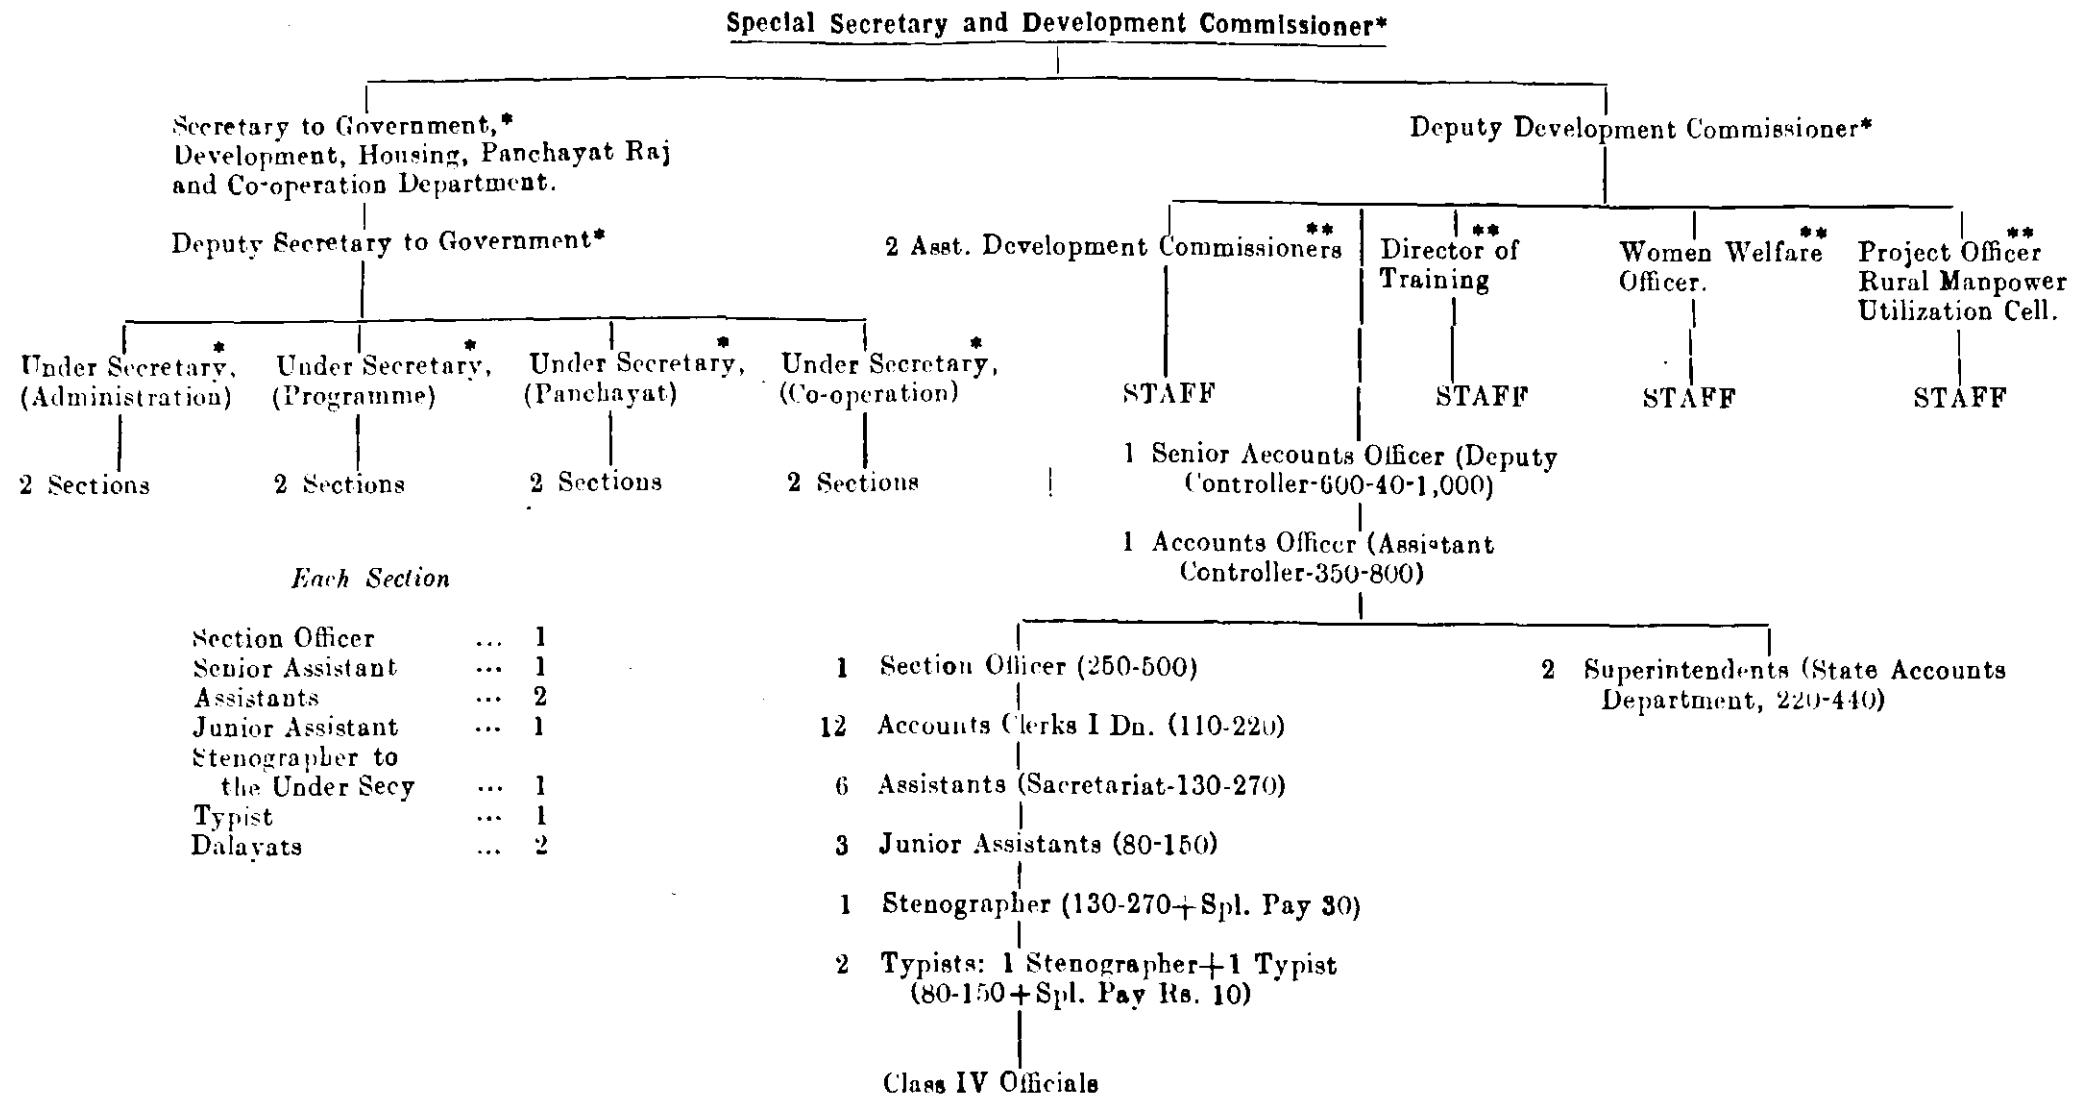 Special Secretary and Development Commissioner*
Secretary to Government,*
Development, Housing, Panchayat Raj
and Co-operation Department.
Deputy Development Commissioner*
Deputy Secretary to Government*
2 Asst. Development Commissioners**
Director of**
Training
Women Welfare**
Officer.
Project Officer**
Rural Manpower
Utilization Cell.
Under Secretary,*
(Administration)
Under Secretary,*
(Programme)
Under Secretary,*
(Panchayat)
Under Secretary,*
(Co-operation)
STAFF
STAFF
STAFF
STAFF
2 Sections
2 Sections
2 Sections
2 Sections
1 Senior Accounts Officer (Deputy
Controller-600-40-1,000)
1 Accounts Officer (Assistant
Controller-350-800)
Each Section
Section Officer ... 1
Senior Assistant ... 1
Assistants ... 2
Junior Assistant ... 1
Stenographer to
the Under Secy ... 1
Typist ... 1
Dalayats ... 2
1 Section Officer (250-500)
2 Superintendents (State Accounts
Department, 220-440)
12 Accounts Clerks I Dn. (110-220)
6 Assistants (Sacretariat-130-270)
3 Junior Assistants (80-150)
1 Stenographer (130-270+Spl. Pay 30)
2 Typists: 1 Stenographer+1 Typist
(80-150+Spl. Pay Rs. 10)
Class IV Officials